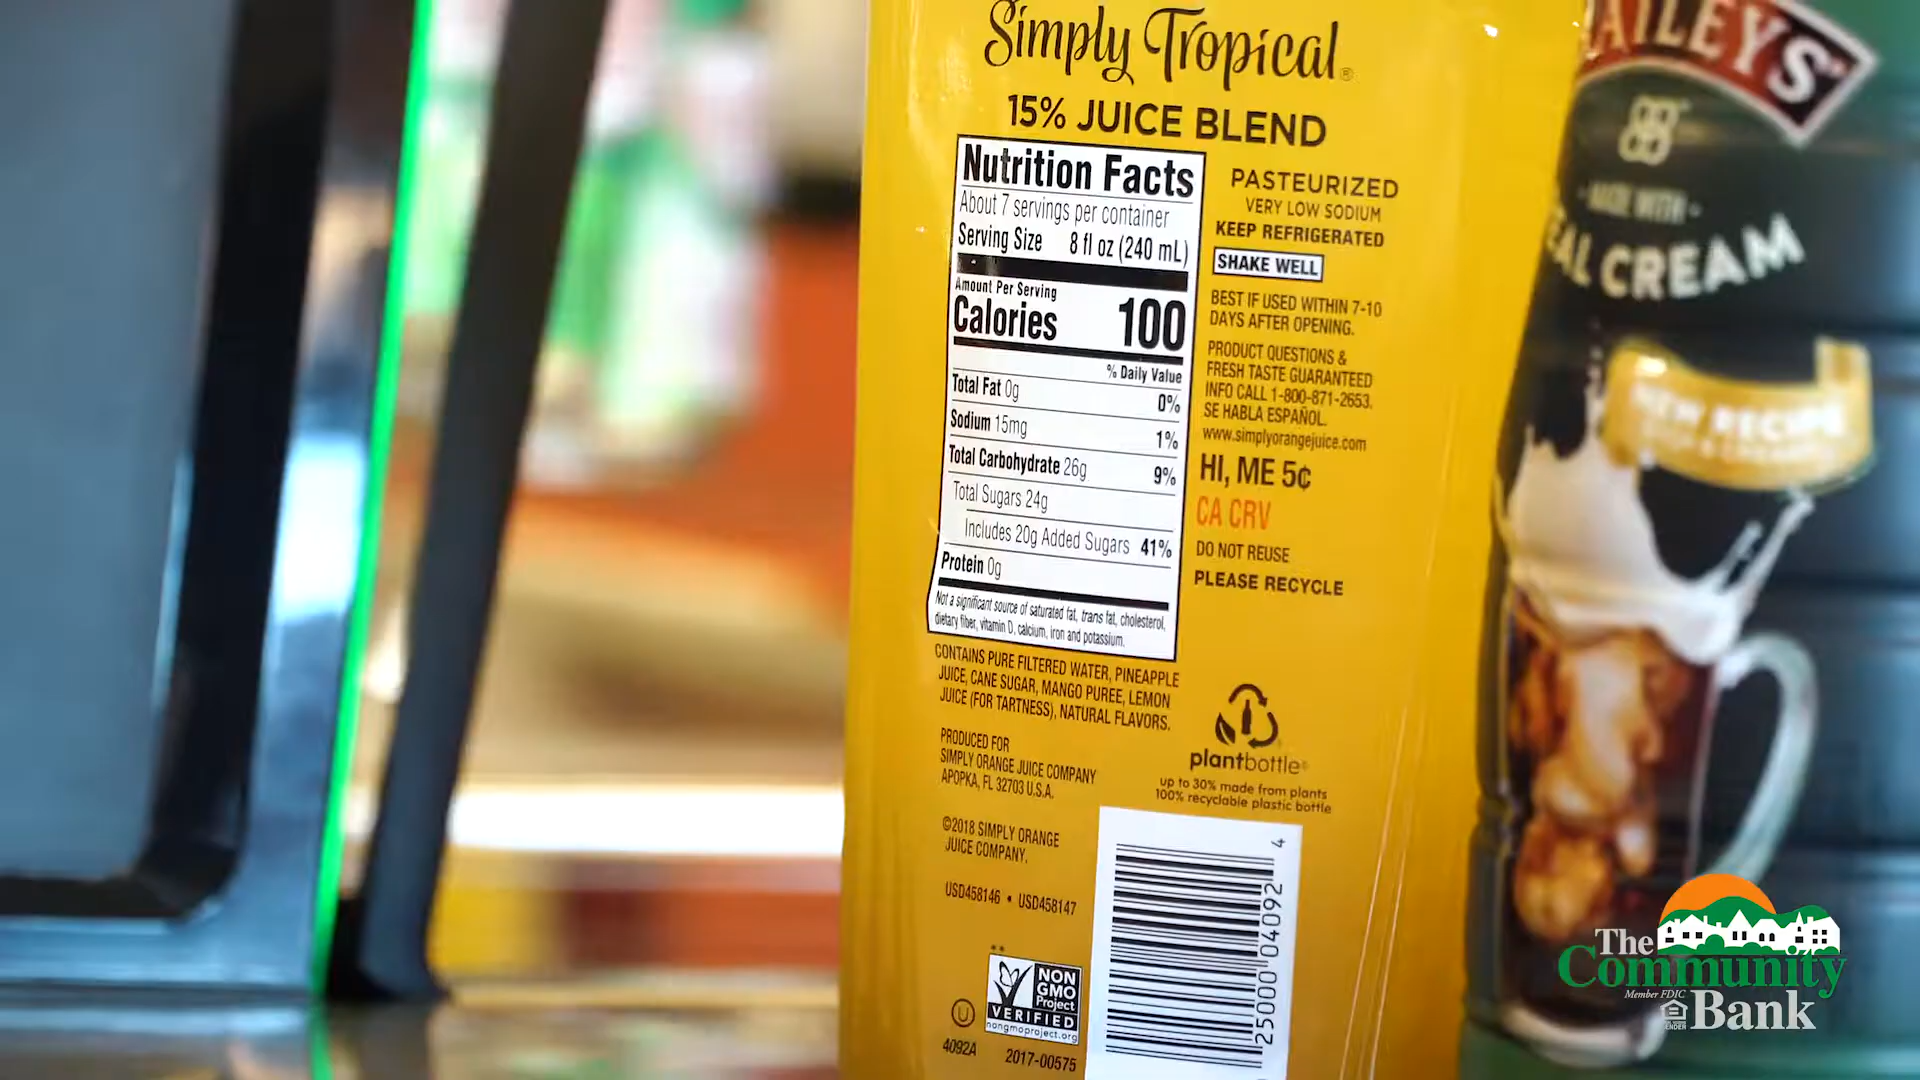 Simply Tropical®
15% JUICE BLEND
Nutrition Facts
About 7 servings per container
Serving Size 8 fl oz (240 mL)
Amount Per Serving
Calories 100
% Daily Value
Total Fat 0g 0%
Sodium 15mg 1%
Total Carbohydrate 26g 9%
Total Sugars 24g
Includes 20g Added Sugars 41%
Protein 0g
Not a significant source of saturated fat, trans fat, cholesterol,
dietary fiber, vitamin D, calcium, iron and potassium.
CONTAINS PURE FILTERED WATER, PINEAPPLE
JUICE, CANE SUGAR, MANGO PUREE, LEMON
JUICE (FOR TARTNESS), NATURAL FLAVORS.
PRODUCED FOR
SIMPLY ORANGE JUICE COMPANY
APOPKA, FL 32703 U.S.A.
©2018 SIMPLY ORANGE
JUICE COMPANY.
USD458146 • USD458147
NON
GMO
Project
VERIFIED
nongmoproject.org
U
4092A 2017-00575
PASTEURIZED
VERY LOW SODIUM
KEEP REFRIGERATED
SHAKE WELL
BEST IF USED WITHIN 7-10
DAYS AFTER OPENING.
PRODUCT QUESTIONS &
FRESH TASTE GUARANTEED
INFO CALL 1-800-871-2653.
SE HABLA ESPAÑOL.
www.simplyorangejuice.com
HI, ME 5¢
CA CRV
DO NOT REUSE
PLEASE RECYCLE
plantbottle®
up to 30% made from plants
100% recyclable plastic bottle
25000 04092 4
AILEYS
- MADE WITH -
EAL CREAM
NEW RECIPE
The
Community
Member FDIC
Bank